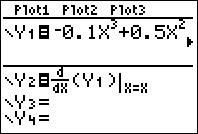 Plot1 Plot2 Plot3
\Y₁=-0.1X³+0.5X²
\Y₂=d/dX(Y₁)|X=X
\Y₃=
\Y₄=